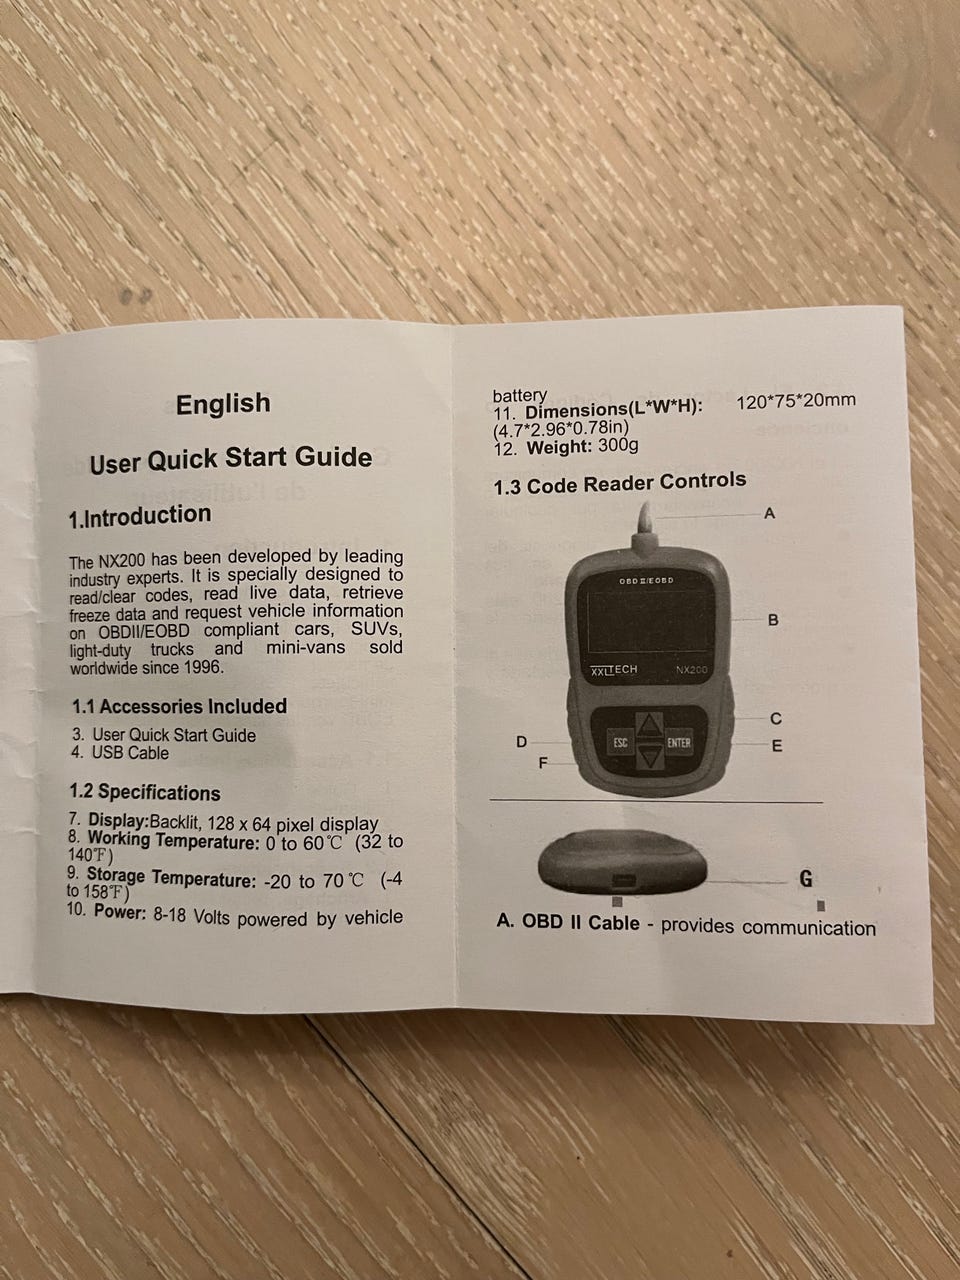 English
User Quick Start Guide
1.Introduction
The NX200 has been developed by leading
industry experts. It is specially designed to
read/clear codes, read live data, retrieve
freeze data and request vehicle information
on OBDII/EOBD compliant cars, SUVs,
light-duty trucks and mini-vans sold
worldwide since 1996.
1.1 Accessories Included
3. User Quick Start Guide
4. USB Cable
1.2 Specifications
7. Display:Backlit, 128 x 64 pixel display
8. Working Temperature: 0 to 60℃ (32 to
140℉)
9. Storage Temperature: -20 to 70℃ (-4
to 158℉)
10. Power: 8-18 Volts powered by vehicle
battery
11. Dimensions(L*W*H): 120*75*20mm
(4.7*2.96*0.78in)
12. Weight: 300g
1.3 Code Reader Controls
A
OBDⅡ/EOBD
B
XXLTECH NX200
C
D ESC ENTER E
F
G
A. OBD II Cable - provides communication